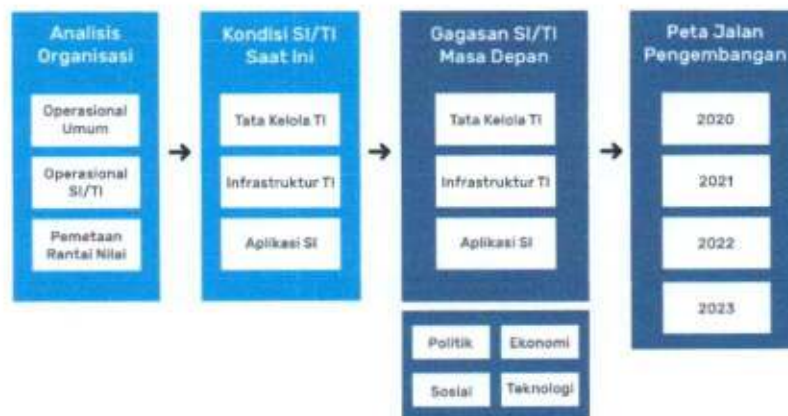 Analisis
Organisasi
Operasional
Umum
Operasional
SI/TI
Pemetaan
Rantai Nilai
Kondisi SI/TI
Saat Ini
Tata Kelola TI
Infrastruktur TI
Aplikasi SI
Gagasan SI/TI
Masa Depan
Tata Kelola TI
Infrastruktur TI
Aplikasi SI
Politik
Ekonomi
Sosial
Teknologi
Peta Jalan
Pengembangan
2020
2021
2022
2023